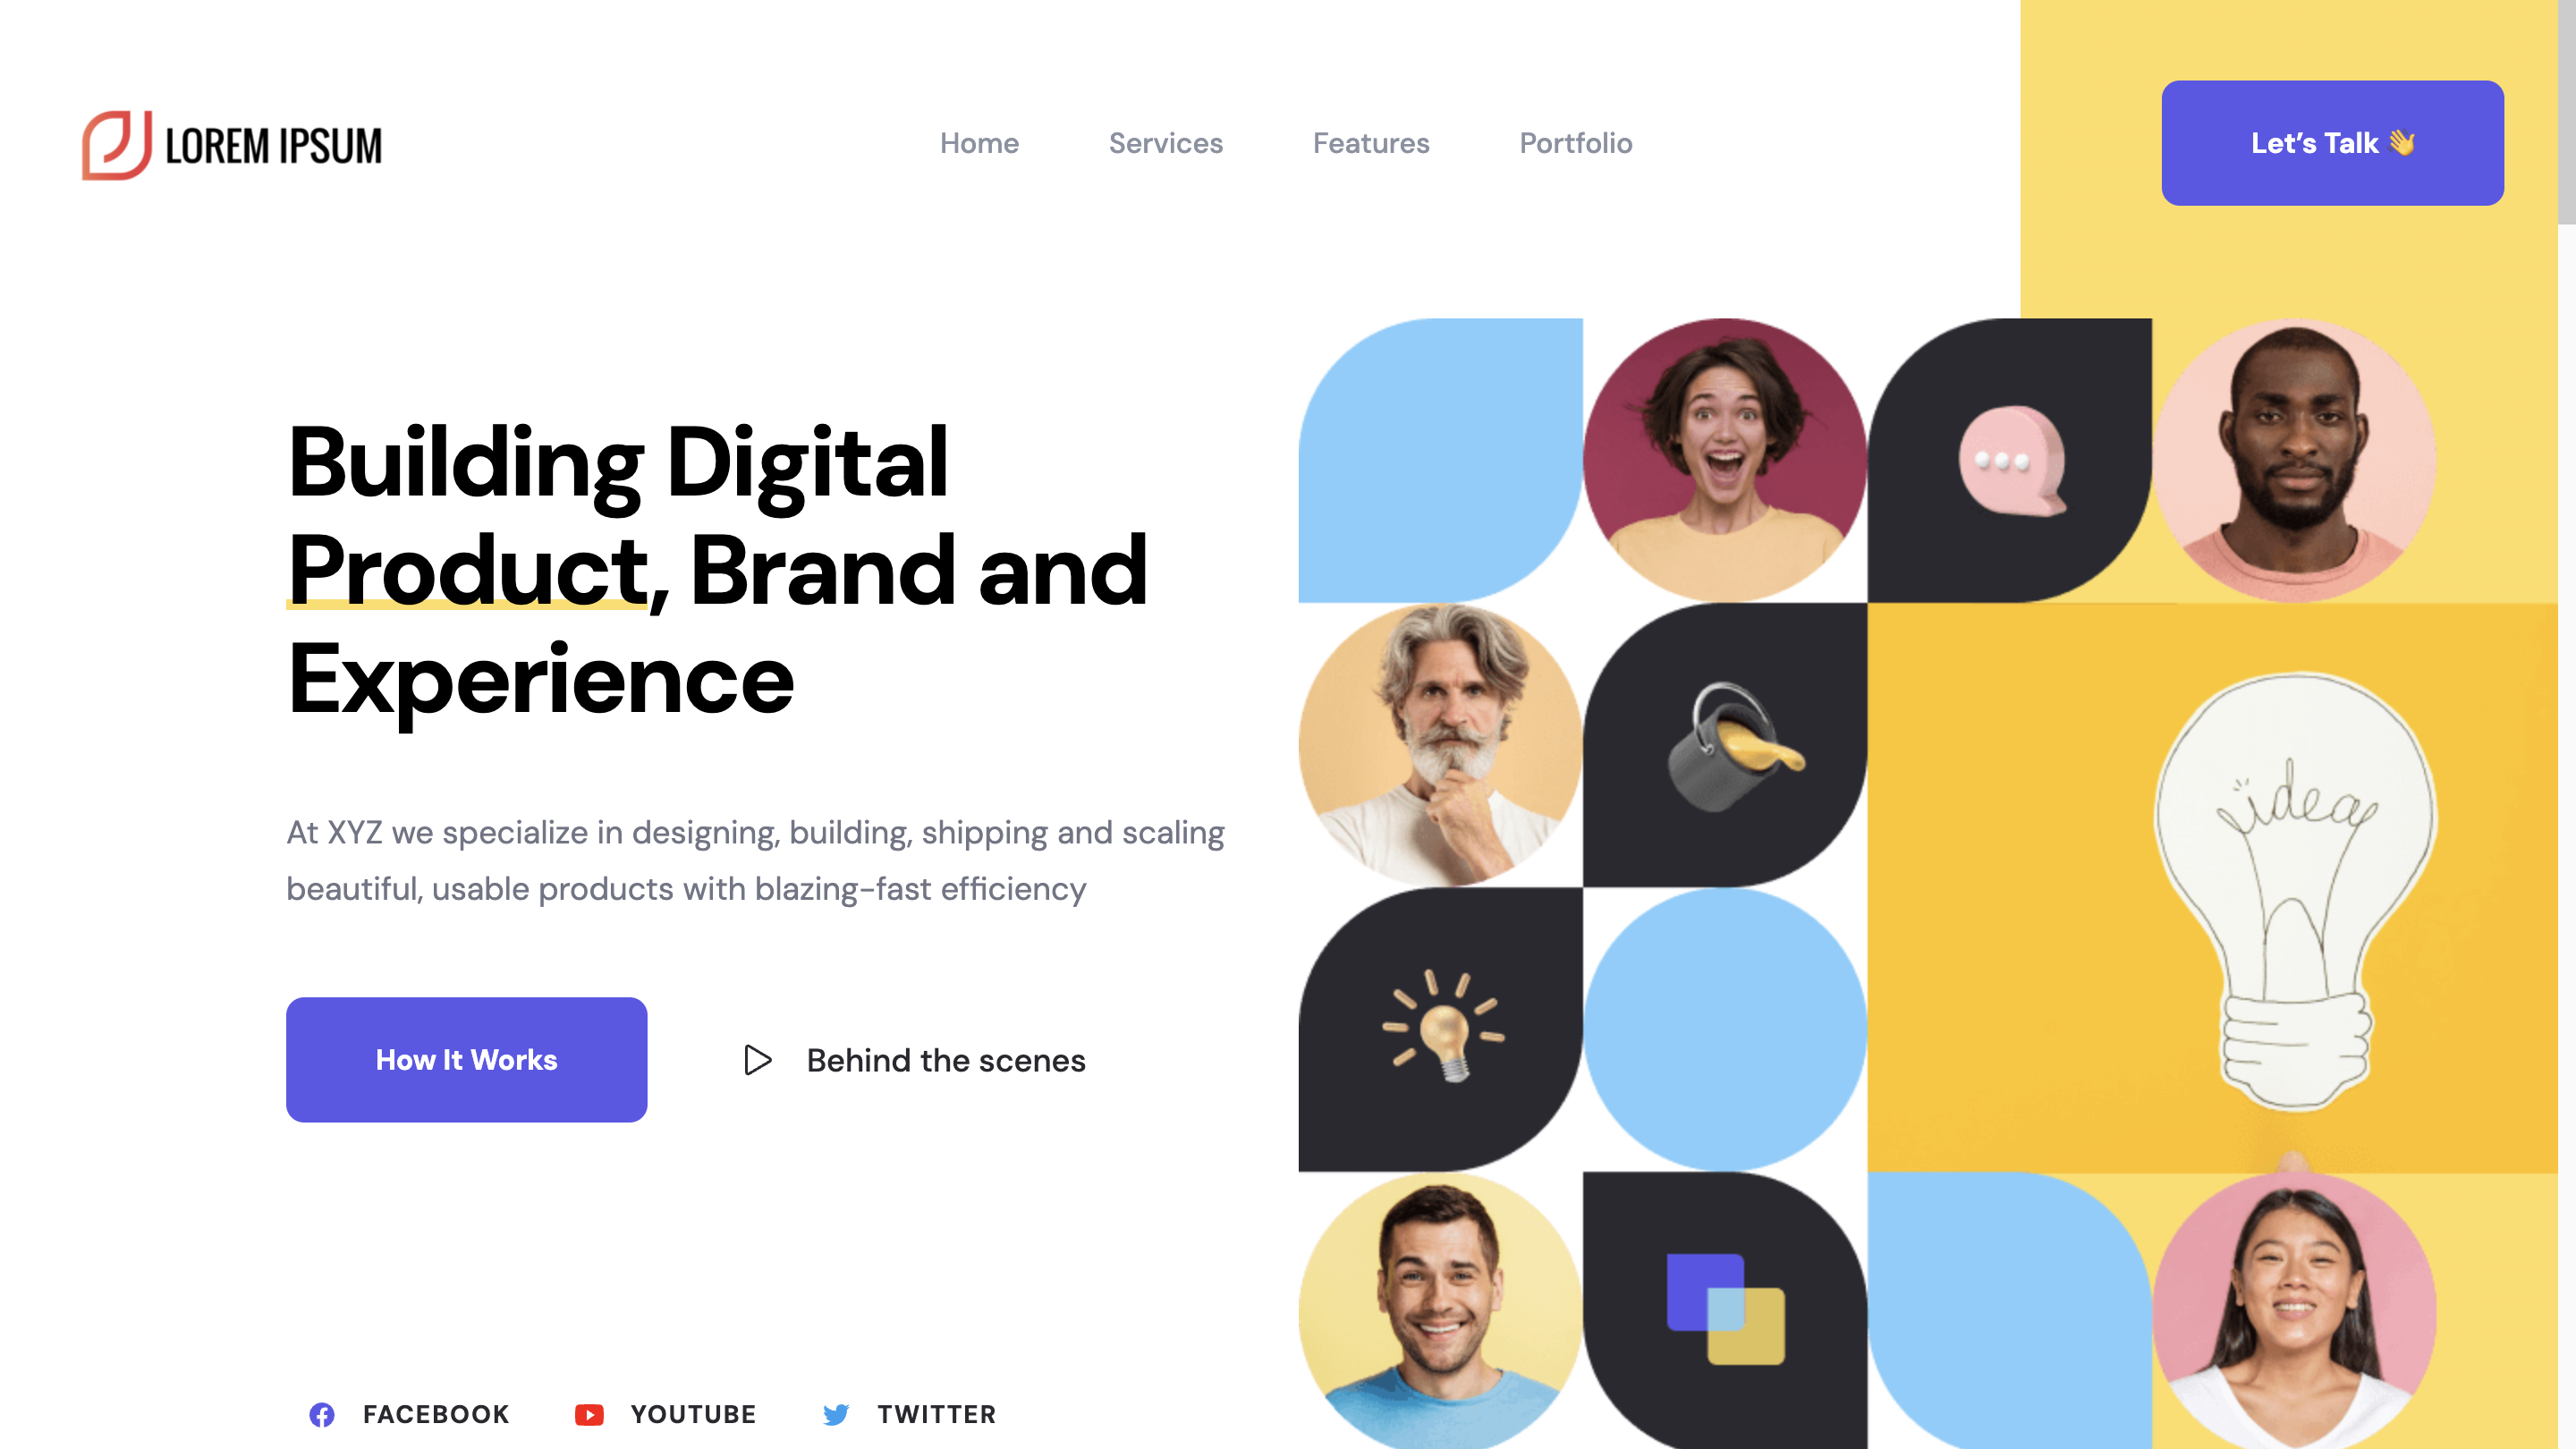 LOREM IPSUM
Home
Services
Features
Portfolio
Let’s Talk 👋
Building Digital
Product, Brand and
Experience
At XYZ we specialize in designing, building, shipping and scaling
beautiful, usable products with blazing-fast efficiency
How It Works
Behind the scenes
idea
FACEBOOK
YOUTUBE
TWITTER